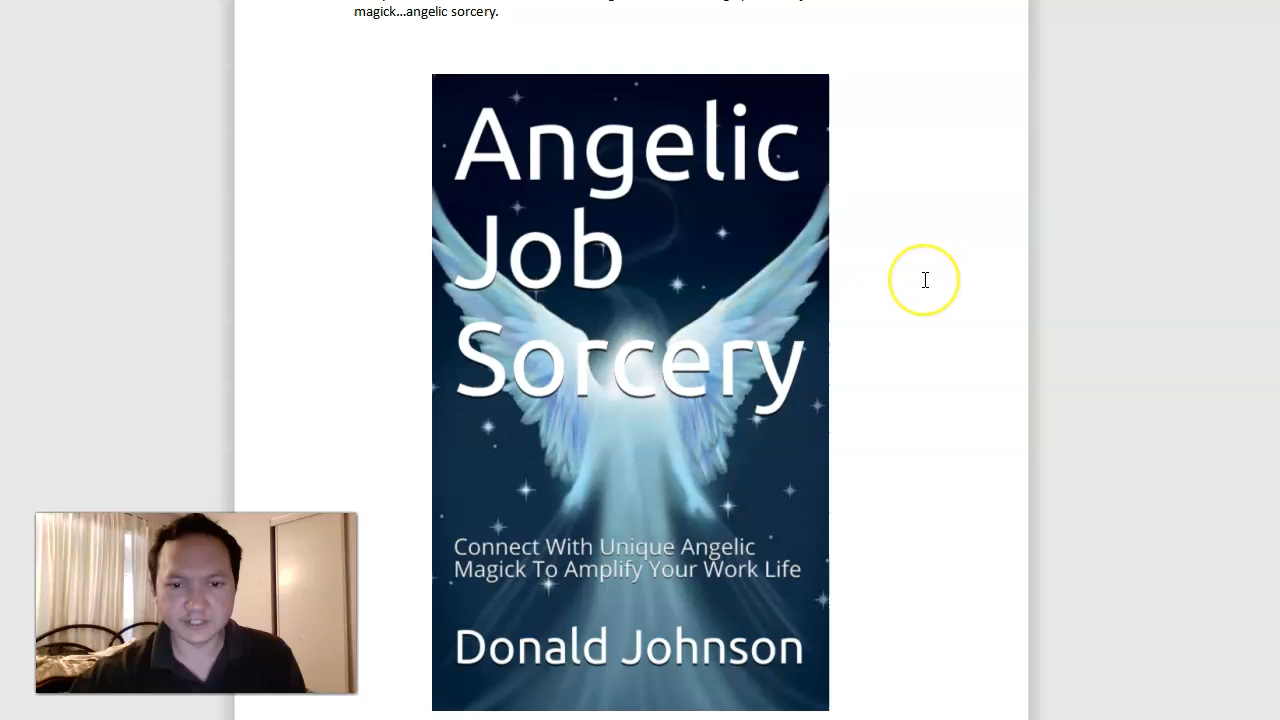 magick...angelic sorcery.
Angelic
Job
Sorcery
Connect With Unique Angelic
Magick To Amplify Your Work Life
Donald Johnson